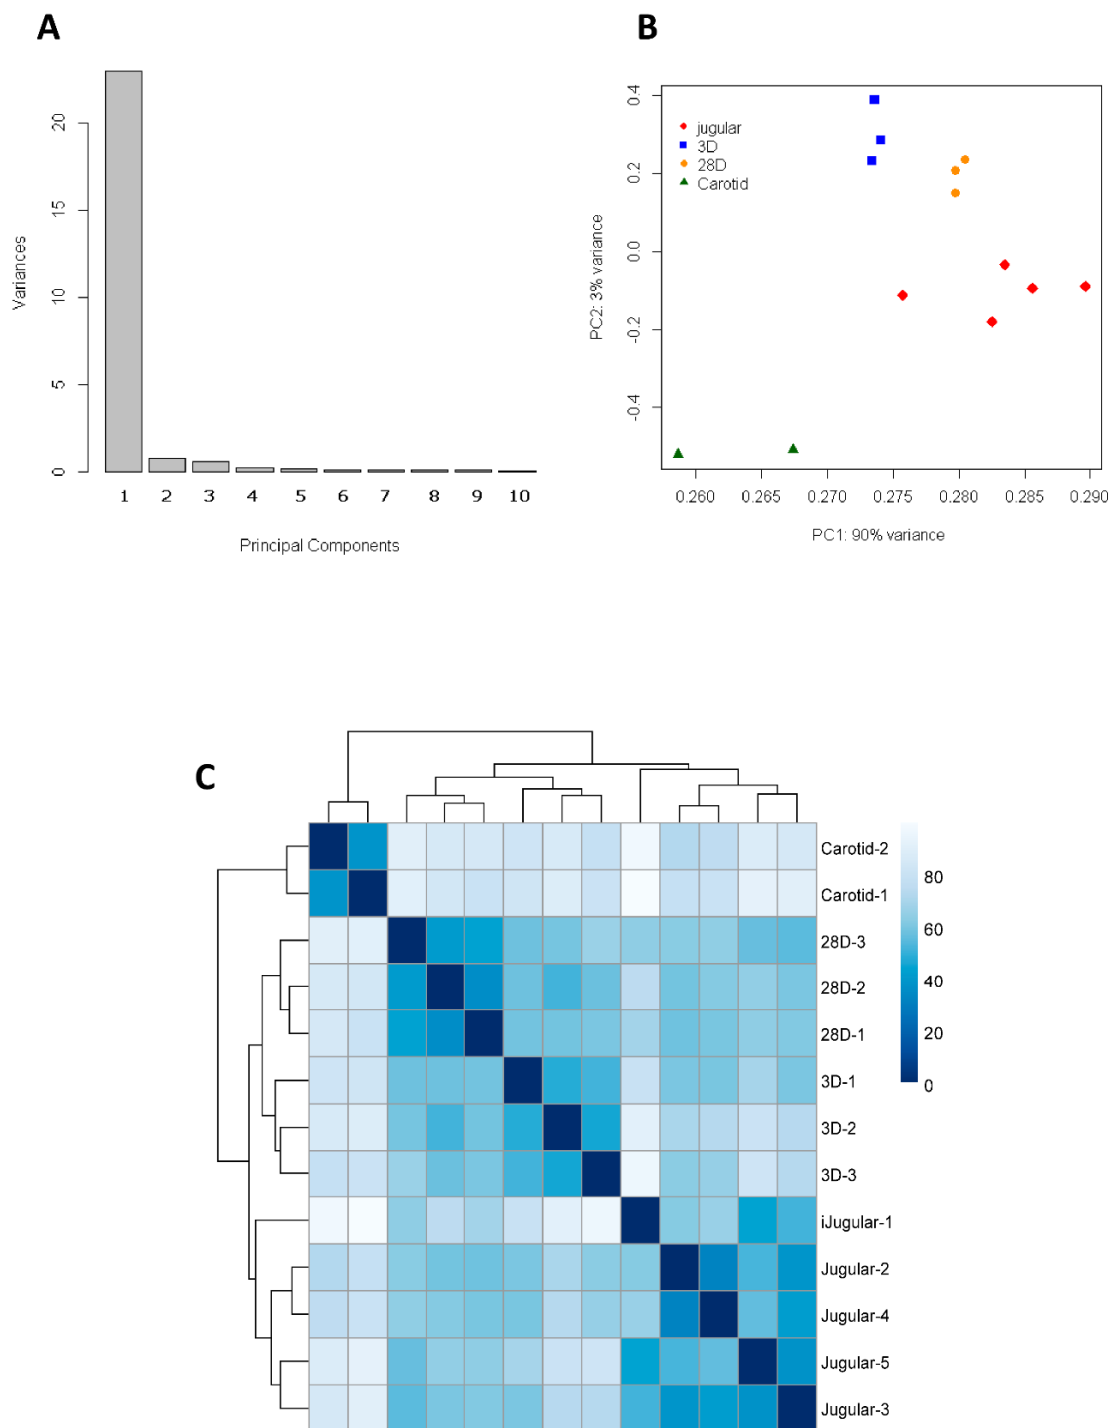 A
B
20
15
10
5
0
Variances
1 2 3 4 5 6 7 8 9 10
Principal Components
0.4
0.2
0.0
-0.2
-0.4
PC2: 3% variance
jugular
3D
28D
Carotid
0.260 0.265 0.270 0.275 0.280 0.285 0.290
PC1: 90% variance
C
Carotid-2
Carotid-1
28D-3
28D-2
28D-1
3D-1
3D-2
3D-3
iJugular-1
Jugular-2
Jugular-4
Jugular-5
Jugular-3
80
60
40
20
0